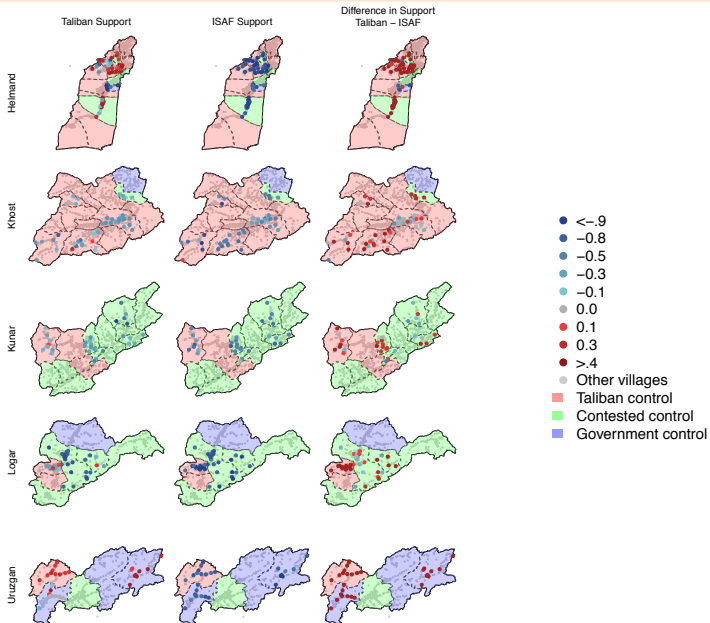 Taliban Support
ISAF Support
Difference in Support
Taliban − ISAF
Helmand
Khost
Kunar
Logar
Uruzgan
<−.9
−0.8
−0.5
−0.3
−0.1
0.0
0.1
0.3
>.4
Other villages
Taliban control
Contested control
Government control